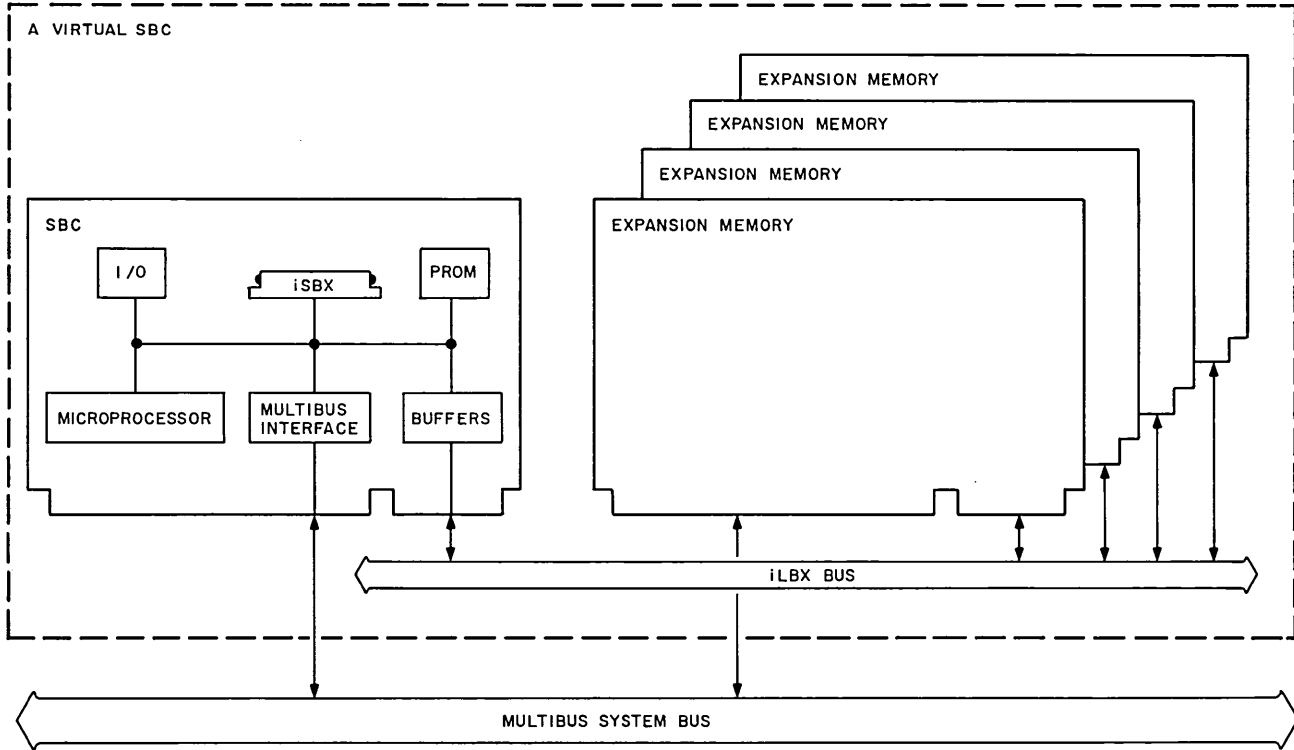 A VIRTUAL SBC
EXPANSION MEMORY
EXPANSION MEMORY
EXPANSION MEMORY
EXPANSION MEMORY
SBC
I/O
iSBX
PROM
MICROPROCESSOR
MULTIBUS
INTERFACE
BUFFERS
iLBX BUS
MULTIBUS SYSTEM BUS